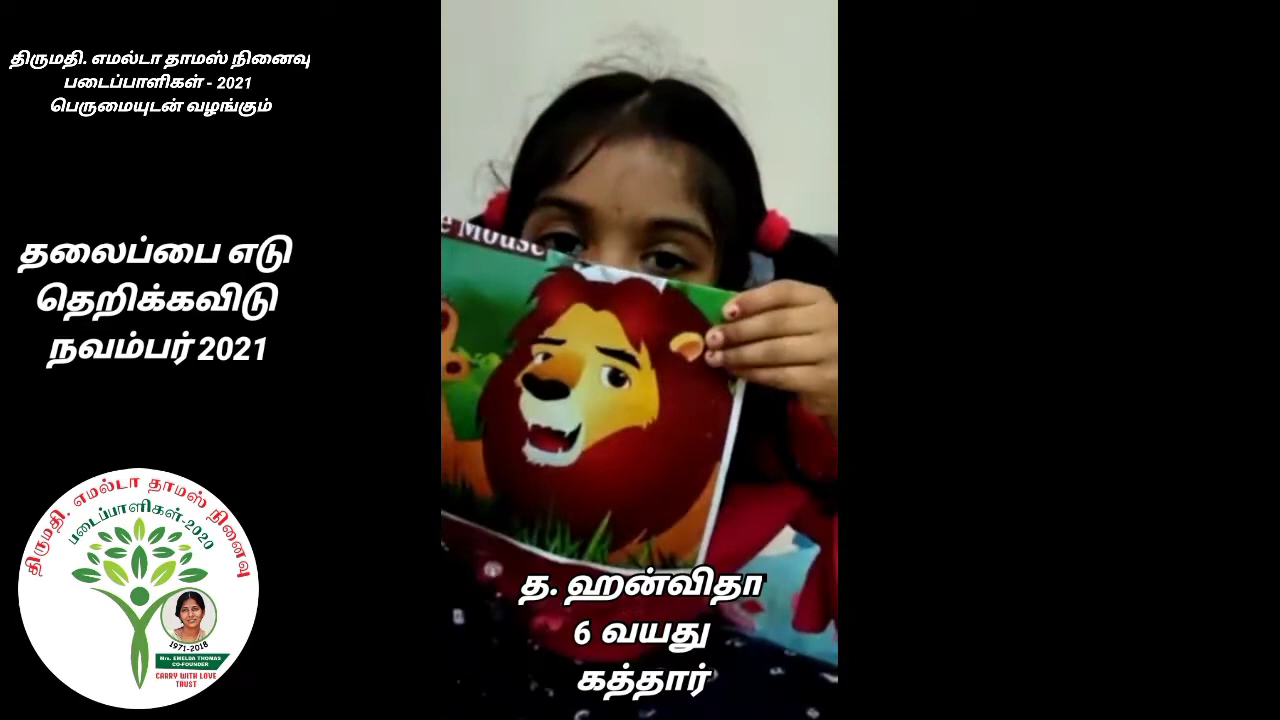 திருமதி. எமல்டா தாமஸ் நினைவு
படைப்பாளிகள் - 2021
பெருமையுடன் வழங்கும்
தலைப்பை எடு
தெறிக்கவிடு
நவம்பர் 2021
திருமதி. எமல்டா தாமஸ் நினைவு
படைப்பாளிகள்-2020
1971-2018
Mrs. EMELDA THOMAS
CO-FOUNDER
CARRY WITH LOVE
TRUST
e Mouse
த. ஹன்விதா
6 வயது
கத்தார்